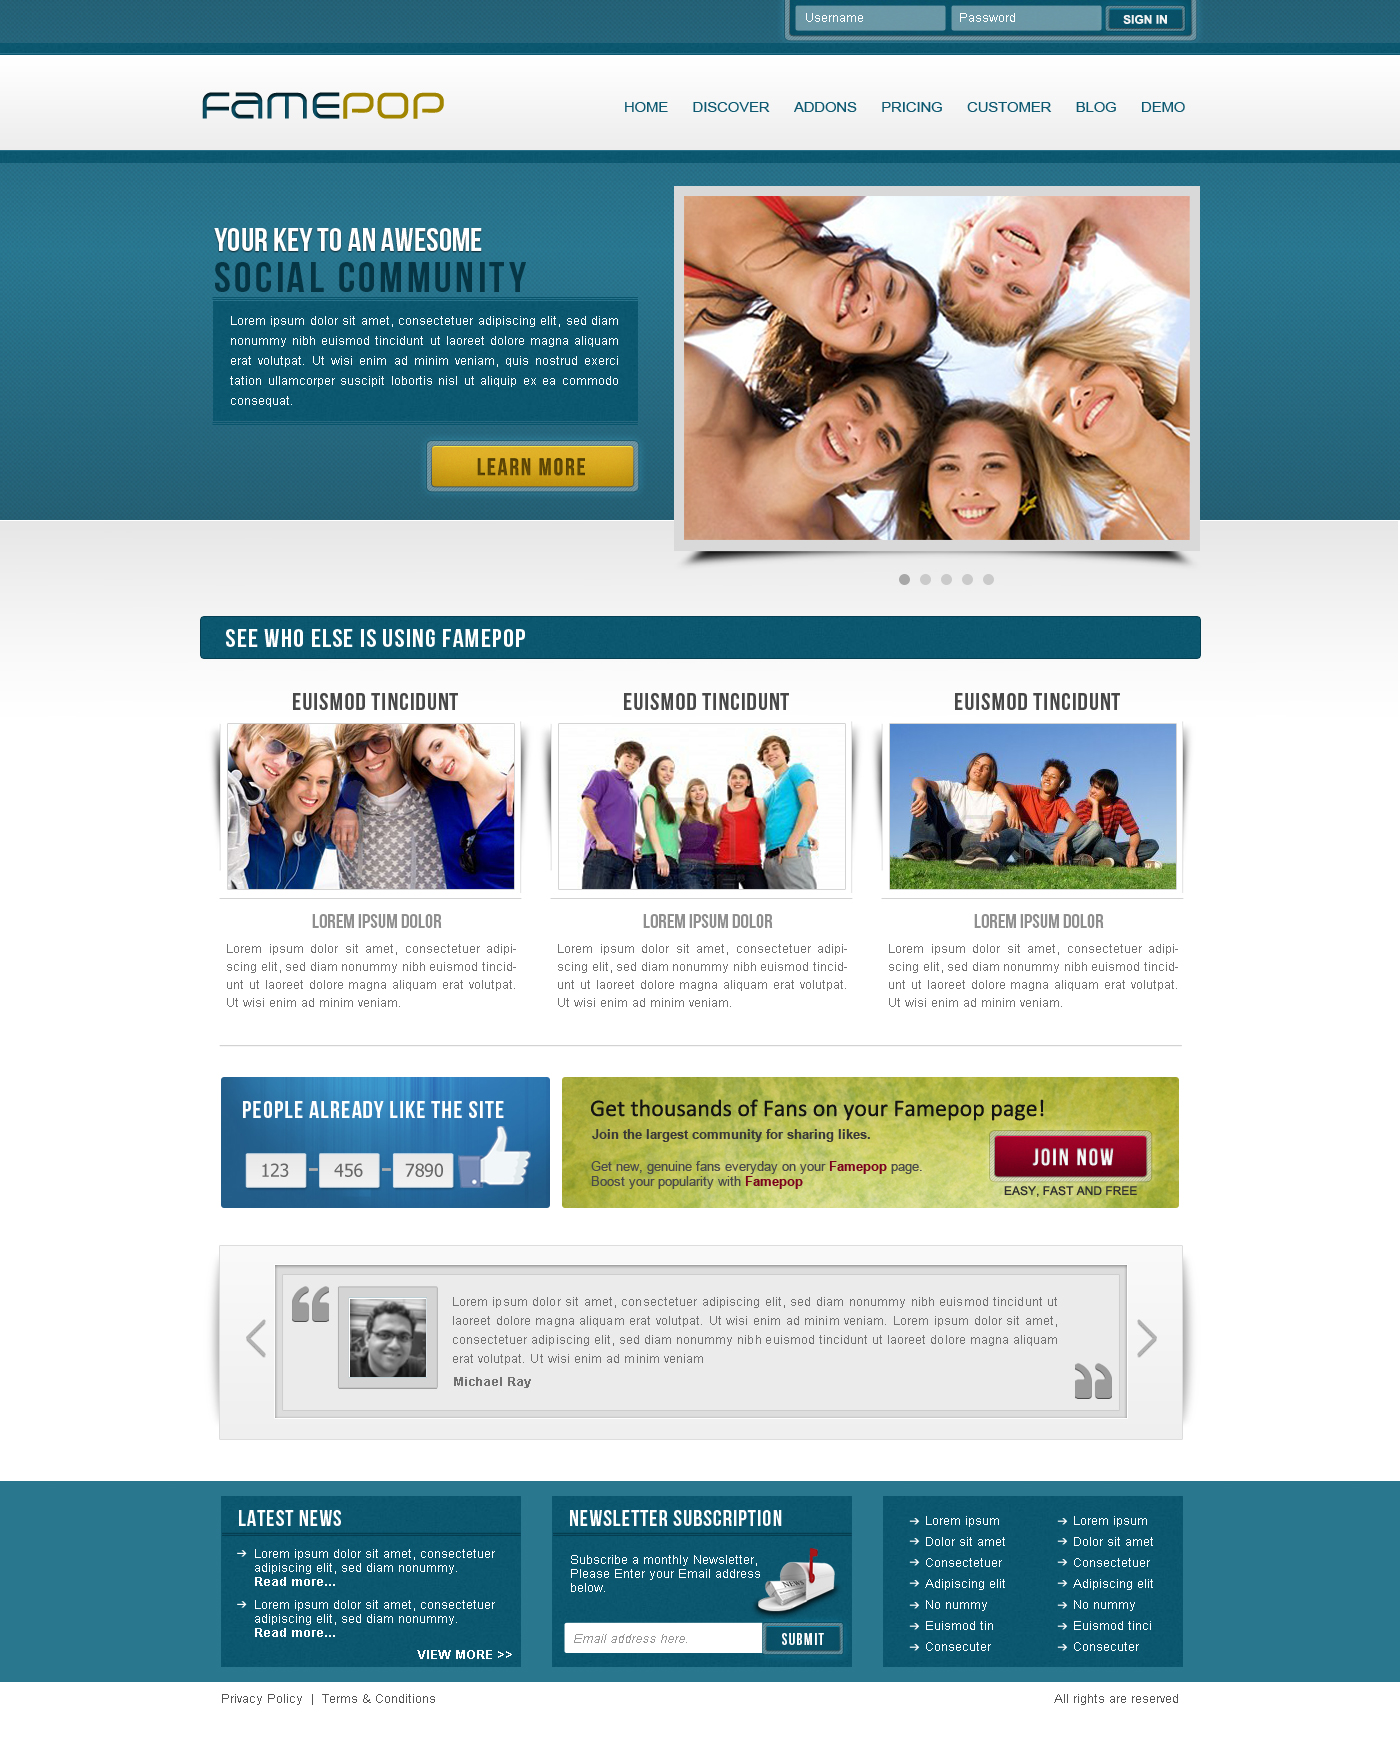 Username
Password
SIGN IN
FAMEPOP
HOME DISCOVER ADDONS PRICING CUSTOMER BLOG DEMO
YOUR KEY TO AN AWESOME
SOCIAL COMMUNITY
Lorem ipsum dolor sit amet, consectetuer adipiscing elit, sed diam
nonummy nibh euismod tincidunt ut laoreet dolore magna aliquam
erat volutpat. Ut wisi enim ad minim veniam, quis nostrud exerci
tation ullamcorper suscipit lobortis nisl ut aliquip ex ea commodo
consequat.
LEARN MORE
SEE WHO ELSE IS USING FAMEPOP
EUISMOD TINCIDUNT
LOREM IPSUM DOLOR
Lorem ipsum dolor sit amet, consectetuer adipi-
scing elit, sed diam nonummy nibh euismod tincid-
unt ut laoreet dolore magna aliquam erat volutpat.
Ut wisi enim ad minim veniam.
EUISMOD TINCIDUNT
LOREM IPSUM DOLOR
Lorem ipsum dolor sit amet, consectetuer adipi-
scing elit, sed diam nonummy nibh euismod tincid-
unt ut laoreet dolore magna aliquam erat volutpat.
Ut wisi enim ad minim veniam.
EUISMOD TINCIDUNT
LOREM IPSUM DOLOR
Lorem ipsum dolor sit amet, consectetuer adipi-
scing elit, sed diam nonummy nibh euismod tincid-
unt ut laoreet dolore magna aliquam erat volutpat.
Ut wisi enim ad minim veniam.
PEOPLE ALREADY LIKE THE SITE
123 - 456 - 7890
Get thousands of Fans on your Famepop page!
Join the largest community for sharing likes.
Get new, genuine fans everyday on your Famepop page.
Boost your popularity with Famepop
JOIN NOW
EASY, FAST AND FREE
Lorem ipsum dolor sit amet, consectetuer adipiscing elit, sed diam nonummy nibh euismod tincidunt ut
laoreet dolore magna aliquam erat volutpat. Ut wisi enim ad minim veniam. Lorem ipsum dolor sit amet,
consectetuer adipiscing elit, sed diam nonummy nibh euismod tincidunt ut laoreet dolore magna aliquam
erat volutpat. Ut wisi enim ad minim veniam
Michael Ray
LATEST NEWS
Lorem ipsum dolor sit amet, consectetuer
adipiscing elit, sed diam nonummy.
Read more...
Lorem ipsum dolor sit amet, consectetuer
adipiscing elit, sed diam nonummy.
Read more...
VIEW MORE >>
NEWSLETTER SUBSCRIPTION
Subscribe a monthly Newsletter,
Please Enter your Email address
below.
NEWS
Email address here.
SUBMIT
Lorem ipsum
Dolor sit amet
Consectetuer
Adipiscing elit
No nummy
Euismod tin
Consecuter
Lorem ipsum
Dolor sit amet
Consectetuer
Adipiscing elit
No nummy
Euismod tinci
Consecuter
Privacy Policy | Terms & Conditions
All rights are reserved